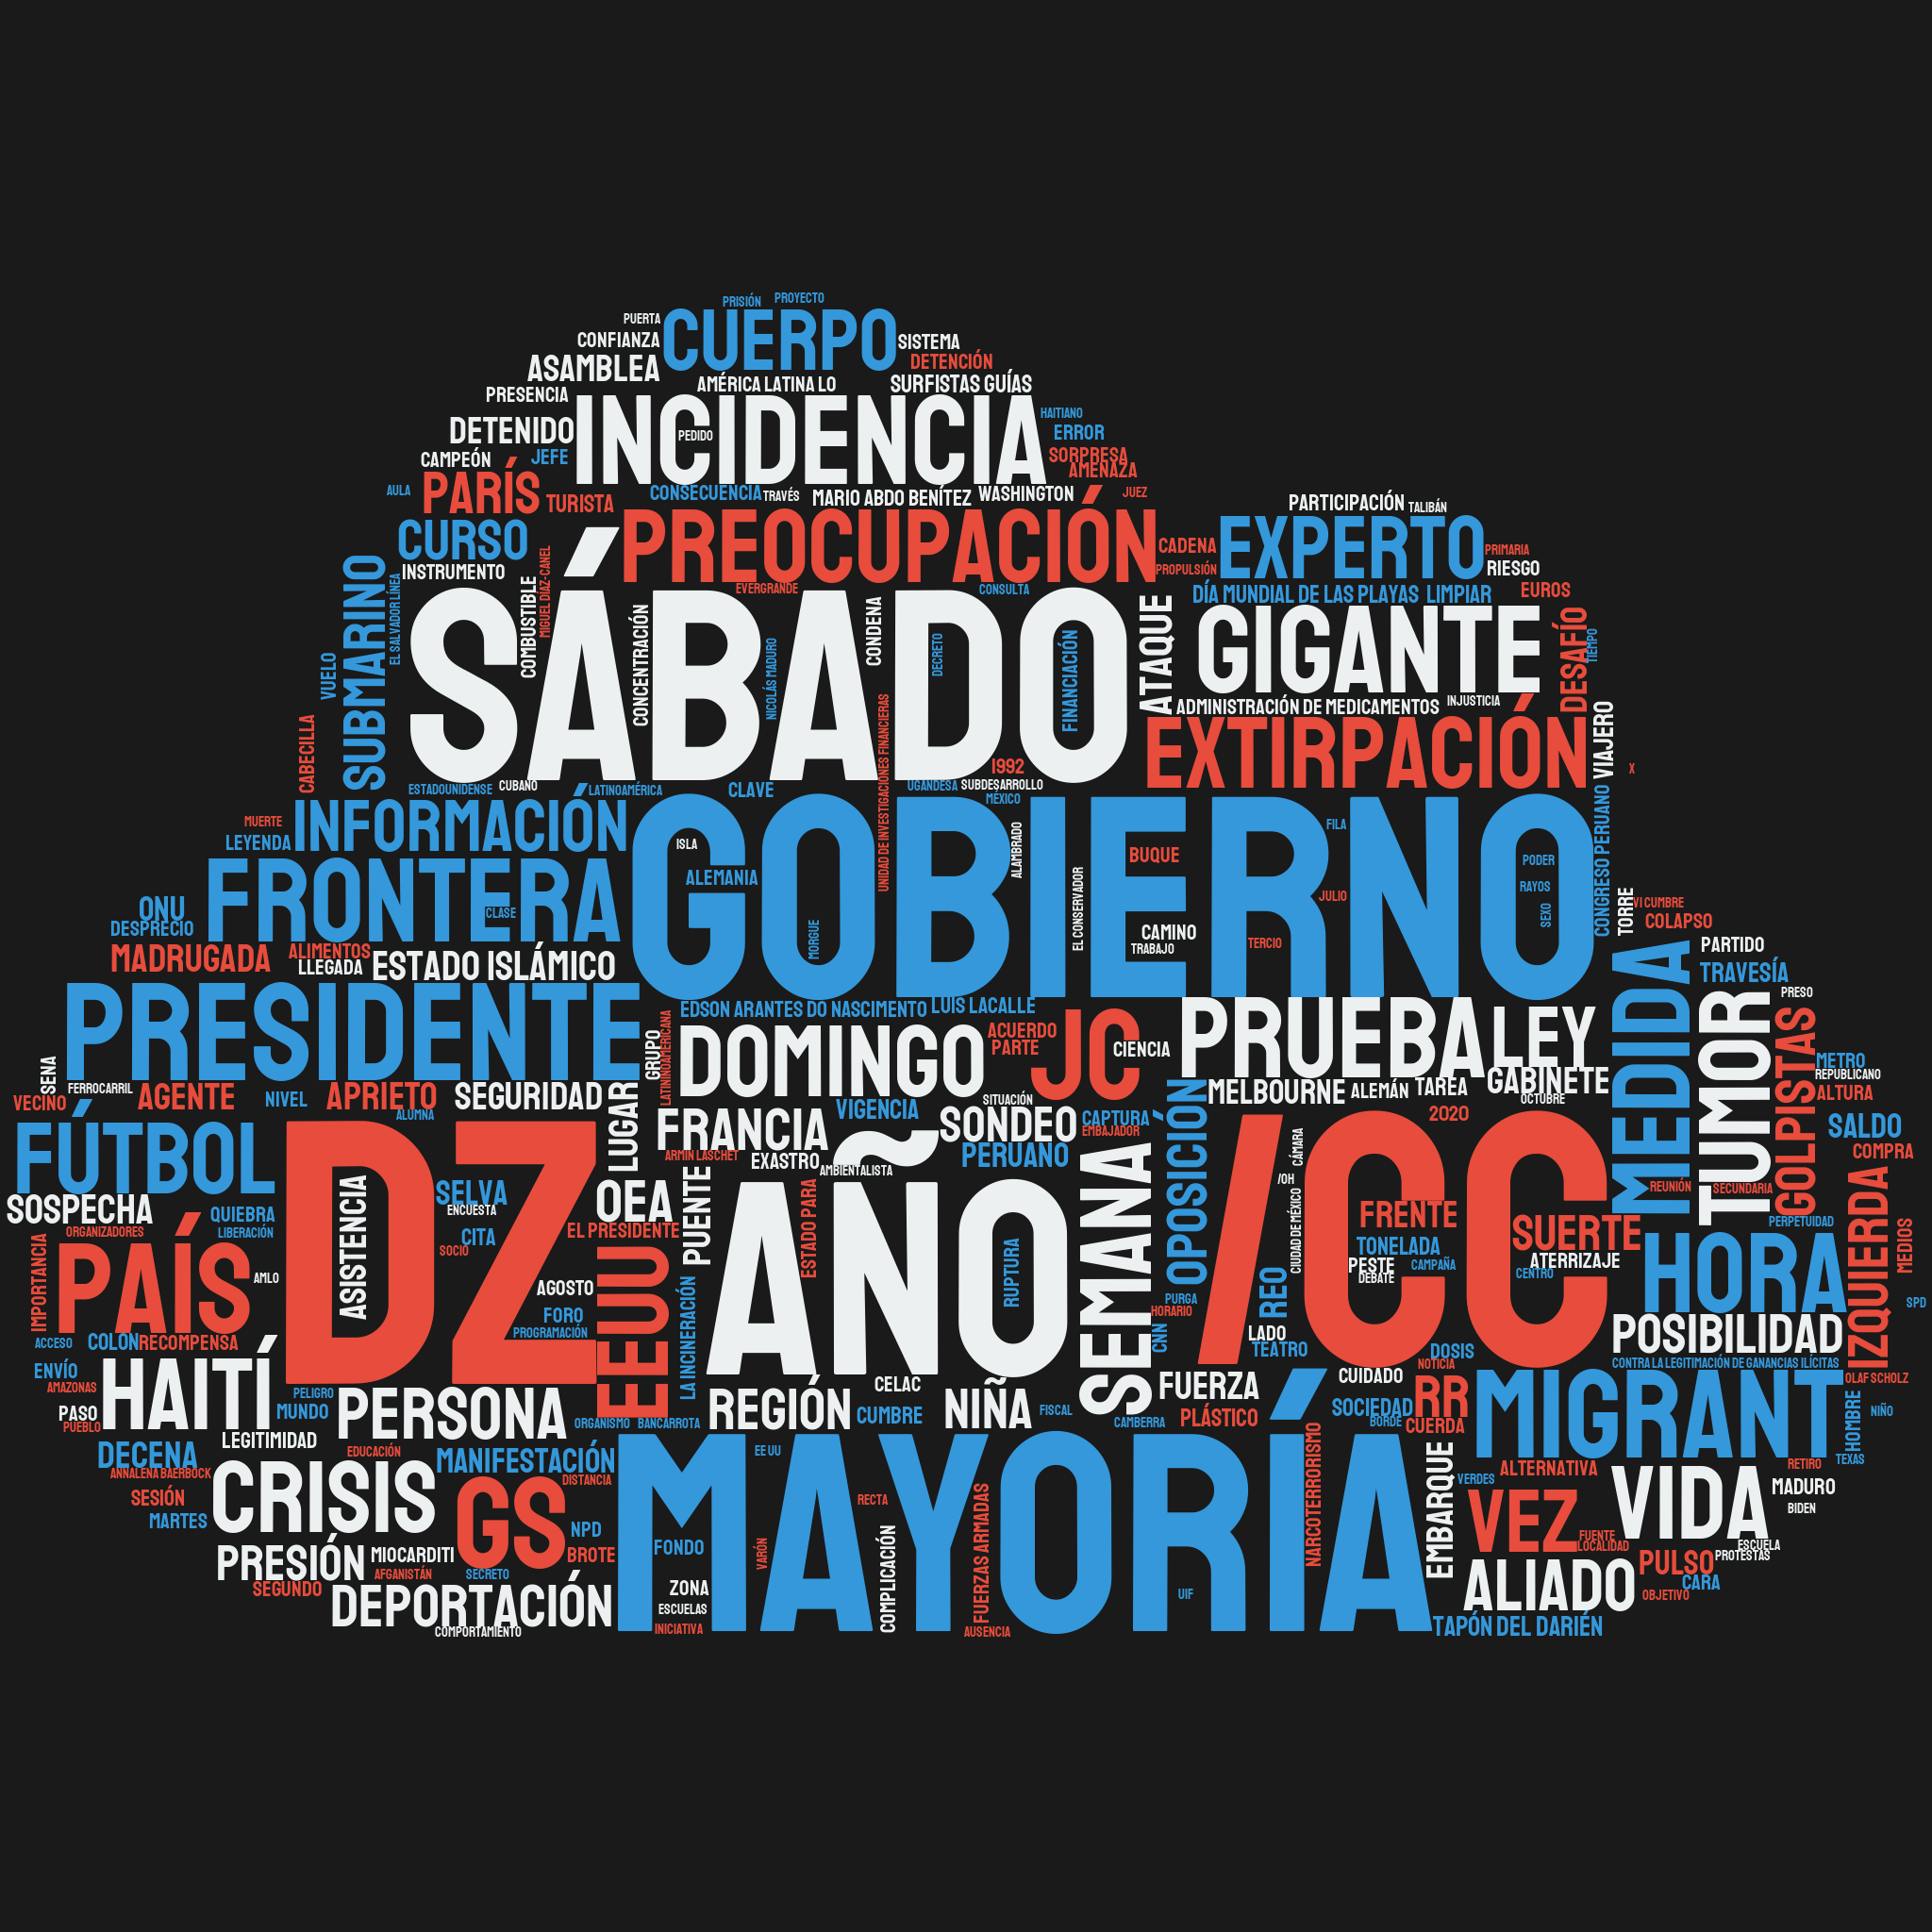 PRISIÓN PROYECTO
PUERTA
CUERPO
CONFIANZA
SISTEMA
ASAMBLEA
DETENCIÓN
AMÉRICA LATINA LO
SURFISTAS GUÍAS
PRESENCIA
INCIDENCIA
HAITIANO
DETENIDO
PEDIDO
ERROR
CAMPEÓN
JEFE
SORPRESA
AMENAZA
AULA
PARÍS
TURISTA
CONSECUENCIA
TRAVÉS
MARIO ABDO BENÍTEZ
WASHINGTON
JUEZ
PARTICIPACIÓN
TALIBÁN
CURSO
PREOCUPACIÓN
CADENA
EXPERTO
PRIMARIA
INSTRUMENTO
PROPULSIÓN
RIESGO
SUBMARINO
EL SALVADOR LÍNEA
COMBUSTIBLE
MIGUEL DÍAZ-CANEL
EVERGRANDE
CONSULTA
DÍA MUNDIAL DE LAS PLAYAS
LIMPIAR
EUROS
SÁBADO
CONCENTRACIÓN
NICOLÁS MADURO
CONDENA
DECRETO
FINANCIACIÓN
ATAQUE
GIGANTE
DESAFÍO
TIEMPO
VUELO
CABECILLA
UNIDAD DE INVESTIGACIONES FINANCIERAS
ADMINISTRACIÓN DE MEDICAMENTOS
INJUSTICIA
EXTIRPACIÓN
VIAJERO
X
1992
ESTADOUNIDENSE
CUBANO
LATINOAMÉRICA
CLAVE
UGANDESA
SUBDESARROLLO
MÉXICO
MUERTE
LEYENDA
INFORMACIÓN
GOBIERNO
ISLA
ALEMANIA
MORGUE
ALAMBRADO
EL CONSERVADOR
BUQUE
CAMINO
TRABAJO
TERCIO
JULIO
FILA
PODER
RAYOS
SEXO
CONGRESO PERUANO
TORRE
VI CUMBRE
COLAPSO
FRONTERA
CLASE
ONU
DESPRECIO
MADRUGADA
ALIMENTOS
LLEGADA
ESTADO ISLÁMICO
PARTIDO
TRAVESÍA
MEDIDA
PRESO
PRESIDENTE
GRUPO
LATININOAMERICANA
EDSON ARANTES DO NASCIMENTO
LUIS LACALLE
DOMINGO
ACUERDO
PARTE
JC
CIENCIA
PRUEBA
LEY
TUMOR
GOLPISTAS
METRO
REPUBLICANO
ALTURA
SENA
FERROCARRIL
VECINO
AGENTE
NIVEL
APRIETO
ALUMNA
SEGURIDAD
LUGAR
SITUACIÓN
MELBOURNE
ALEMÁN
TAREA
GABINETE
OCTUBRE
2020
FÚTBOL
DZ
FRANCIA
VIGENCIA
SONDEO
CAPTURA
EMBAJADOR
OPOSICIÓN
/CC
CÁMARA
SALDO
COMPRA
ARMIN LASCHET
EXASTRO
AMBIENTALISTA
PERUANO
SOSPECHA
QUIEBRA
ORGANIZADORES
LIBERACIÓN
ASISTENCIA
SELVA
ENCUESTA
CITA
SOCIO
OEA
EL PRESIDENTE
PUENTE
AÑO
ESTADO PARA
RUPTURA
SEMANA
/OH
CIUDAD DE MÉXICO
FRENTE
TONELADA
PESTE
CAMPAÑA
DEBATE
SUERTE
ATERRIZAJE
CENTRO
REUNIÓN
SECUNDARIA
PERPETUIDAD
IZQUIERDA
MEDIOS
IMPORTANCIA
PAÍS
AMLO
AGOSTO
FORO
PROGRAMACIÓN
EEUU
LA INCINERACIÓN
PURGA
HORARIO
REO
HORA
SPD
ACCESO
COLÓN
RECOMPENSA
CNN
LADO
TEATRO
DOSIS
NOTICIA
POSIBILIDAD
CONTRA LA LEGITIMACIÓN DE GANANCIAS ILÍCITAS
ENVÍO
AMAZONAS
HAITÍ
PELIGRO
MUNDO
PERSONA
CELAC
FUERZA
CUIDADO
RR
MIGRANT
OLAF SCHOLZ
PASO
PUEBLO
ORGANISMO
BANCARROTA
REGIÓN
CUMBRE
NIÑA
FISCAL
CAMBERRA
PLÁSTICO
SOCIEDAD
BORDE
CUERDA
HOMBRE
NIÑO
LEGITIMIDAD
DECENA
ANNALENA BAERBOCK
EDUCACIÓN
MANIFESTACIÓN
DISTANCIA
EE UU
MAYORÍA
NARCOTERRORISMO
EMBARQUE
VERDES
ALTERNATIVA
RETIRO
TEXAS
SESIÓN
MARTES
CRISIS
GS
NPD
BROTE
FONDO
VARÓN
RECTA
COMPLICACIÓN
FUERZAS ARMADAS
UIF
VEZ
FUENTE
LOCALIDAD
VIDA
MADURO
BIDEN
ESCUELA
PROTESTAS
PRESIÓN
MIOCARDITI
AFGANISTÁN
SECRETO
SEGUNDO
DEPORTACIÓN
COMPORTAMIENTO
ZONA
ESCUELAS
INICIATIVA
AUSENCIA
ALIADO
PULSO
CARA
OBJETIVO
TAPÓN DEL DARIÉN